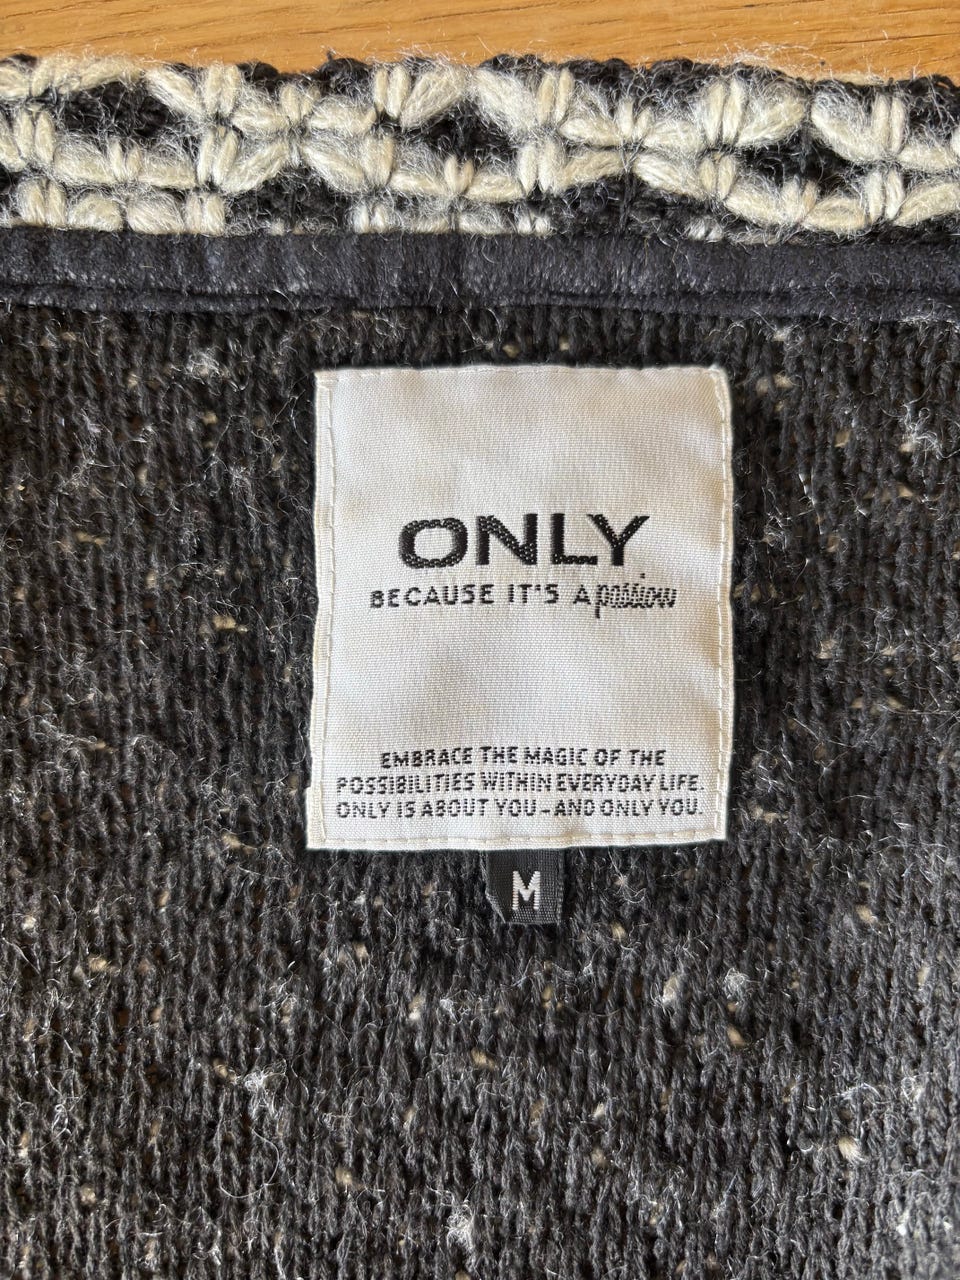 ONLY
BECAUSE IT'S A passion
EMBRACE THE MAGIC OF THE
POSSIBILITIES WITHIN EVERYDAY LIFE.
ONLY IS ABOUT YOU–AND ONLY YOU.
M